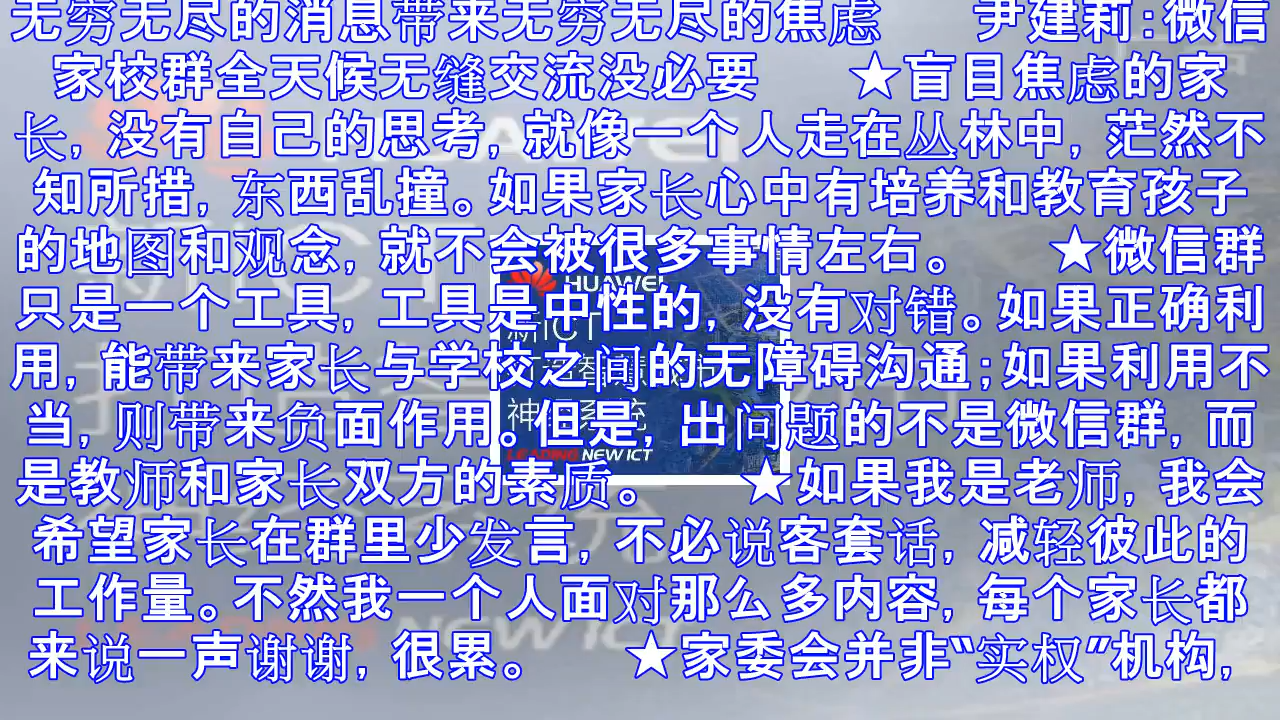 无穷无尽的消息带来无穷无尽的焦虑 尹建莉:微信
家校群全天候无缝交流没必要 ★盲目焦虑的家
长,没有自己的思考,就像一个人走在丛林中,茫然不
知所措,东西乱撞。如果家长心中有培养和教育孩子
的地图和观念,就不会被很多事情左右。 ★微信群
只是一个工具,工具是中性的,没有对错。如果正确利
用,能带来家长与学校之间的无障碍沟通;如果利用不
当,则带来负面作用。但是,出问题的不是微信群,而
是教师和家长双方的素质。 ★如果我是老师,我会
希望家长在群里少发言,不必说客套话,减轻彼此的
工作量。不然我一个人面对那么多内容,每个家长都
来说一声谢谢,很累。 ★家委会并非“实权”机构,
HUAWEI
新ICT
神经系统
LEADING NEW ICT